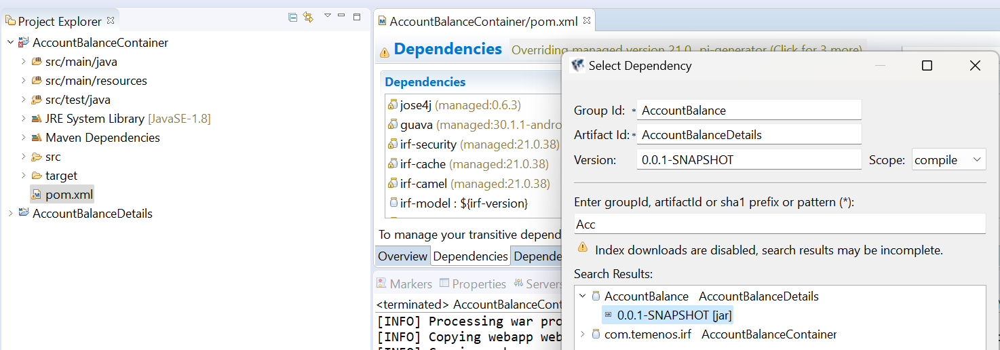 Project Explorer
AccountBalanceContainer
src/main/java
src/main/resources
src/test/java
JRE System Library [JavaSE-1.8]
Maven Dependencies
src
target
pom.xml
AccountBalanceDetails
AccountBalanceContainer/pom.xml
Dependencies
Overriding managed version 21.0 pi-generator (Click for 3 more)
Dependencies
jose4j (managed:0.6.3)
guava (managed:30.1.1-andro
irf-security (managed:21.0.38)
irf-cache (managed:21.0.38)
irf-camel (managed:21.0.38)
irf-model : ${irf-version}
To manage your transitive depend
Overview Dependencies Depende
Markers Properties Servers
<terminated> AccountBalanceCont
[INFO] Processing war pro
[INFO] Copying webapp web
Select Dependency
Group Id: * AccountBalance
Artifact Id: * AccountBalanceDetails
Version: 0.0.1-SNAPSHOT Scope: compile
Enter groupId, artifactId or sha1 prefix or pattern (*):
Acc
Index downloads are disabled, search results may be incomplete.
Search Results:
AccountBalance AccountBalanceDetails
0.0.1-SNAPSHOT [jar]
com.temenos.irf AccountBalanceContainer